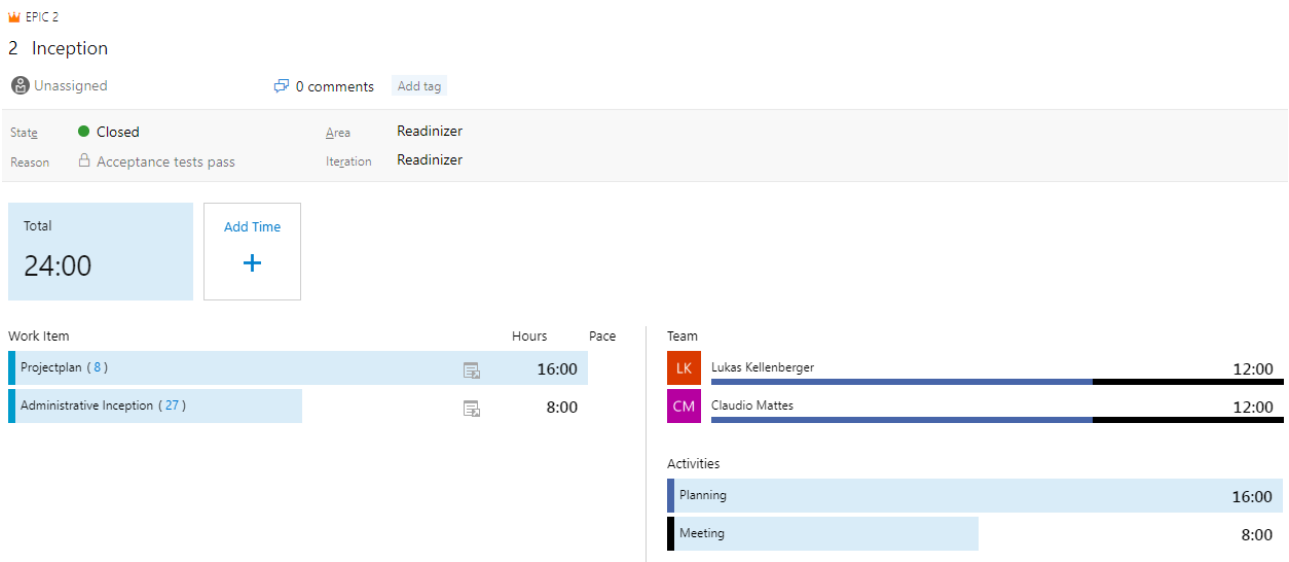 EPIC 2
2 Inception
Unassigned 0 comments Add tag
State Closed Area Readinizer
Reason Acceptance tests pass Iteration Readinizer
Total Add Time
24:00 +
Work Item Hours Pace Team
Projectplan ( 8 ) 16:00 LK Lukas Kellenberger 12:00
Administrative Inception ( 27 ) 8:00 CM Claudio Mattes 12:00
Activities
Planning 16:00
Meeting 8:00